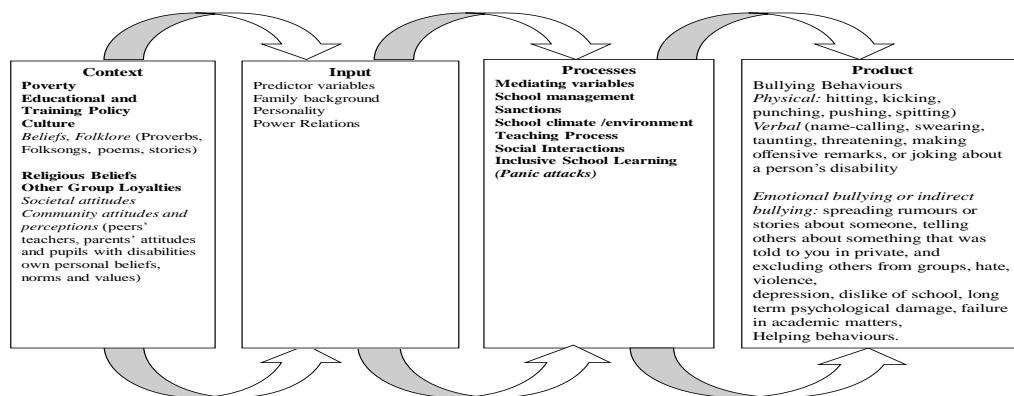 Context
Poverty
Educational and
Training Policy
Culture
Beliefs, Folklore (Proverbs,
Folksongs, poems, stories)
Religious Beliefs
Other Group Loyalties
Societal attitudes
Community attitudes and
perceptions (peers'
teachers, parents' attitudes
and pupils with disabilities
own personal beliefs,
norms and values)
Input
Predictor variables
Family background
Personality
Power Relations
Processes
Mediating variables
School management
Sanctions
School climate /environment
Teaching Process
Social Interactions
Inclusive School Learning
(Panic attacks)
Product
Bullying Behaviours
Physical: hitting, kicking,
punching, pushing, spitting)
Verbal (name-calling, swearing,
taunting, threatening, making
offensive remarks, or joking about
a person's disability
Emotional bullying or indirect
bullying: spreading rumours or
stories about someone, telling
others about something that was
told to you in private, and
excluding others from groups, hate,
violence,
depression, dislike of school, long
term psychological damage, failure
in academic matters,
Helping behaviours.